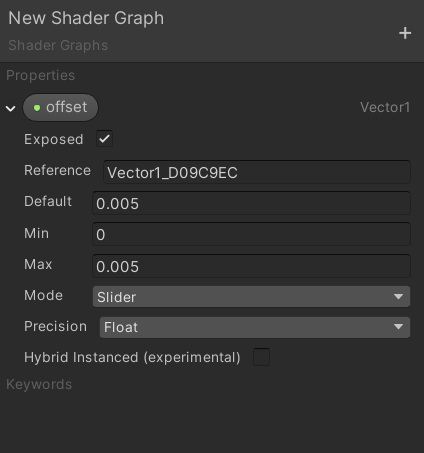 New Shader Graph
Shader Graphs
Properties
offset Vector1
Exposed
Reference Vector1_D09C9EC
Default 0.005
Min 0
Max 0.005
Mode Slider
Precision Float
Hybrid Instanced (experimental)
Keywords